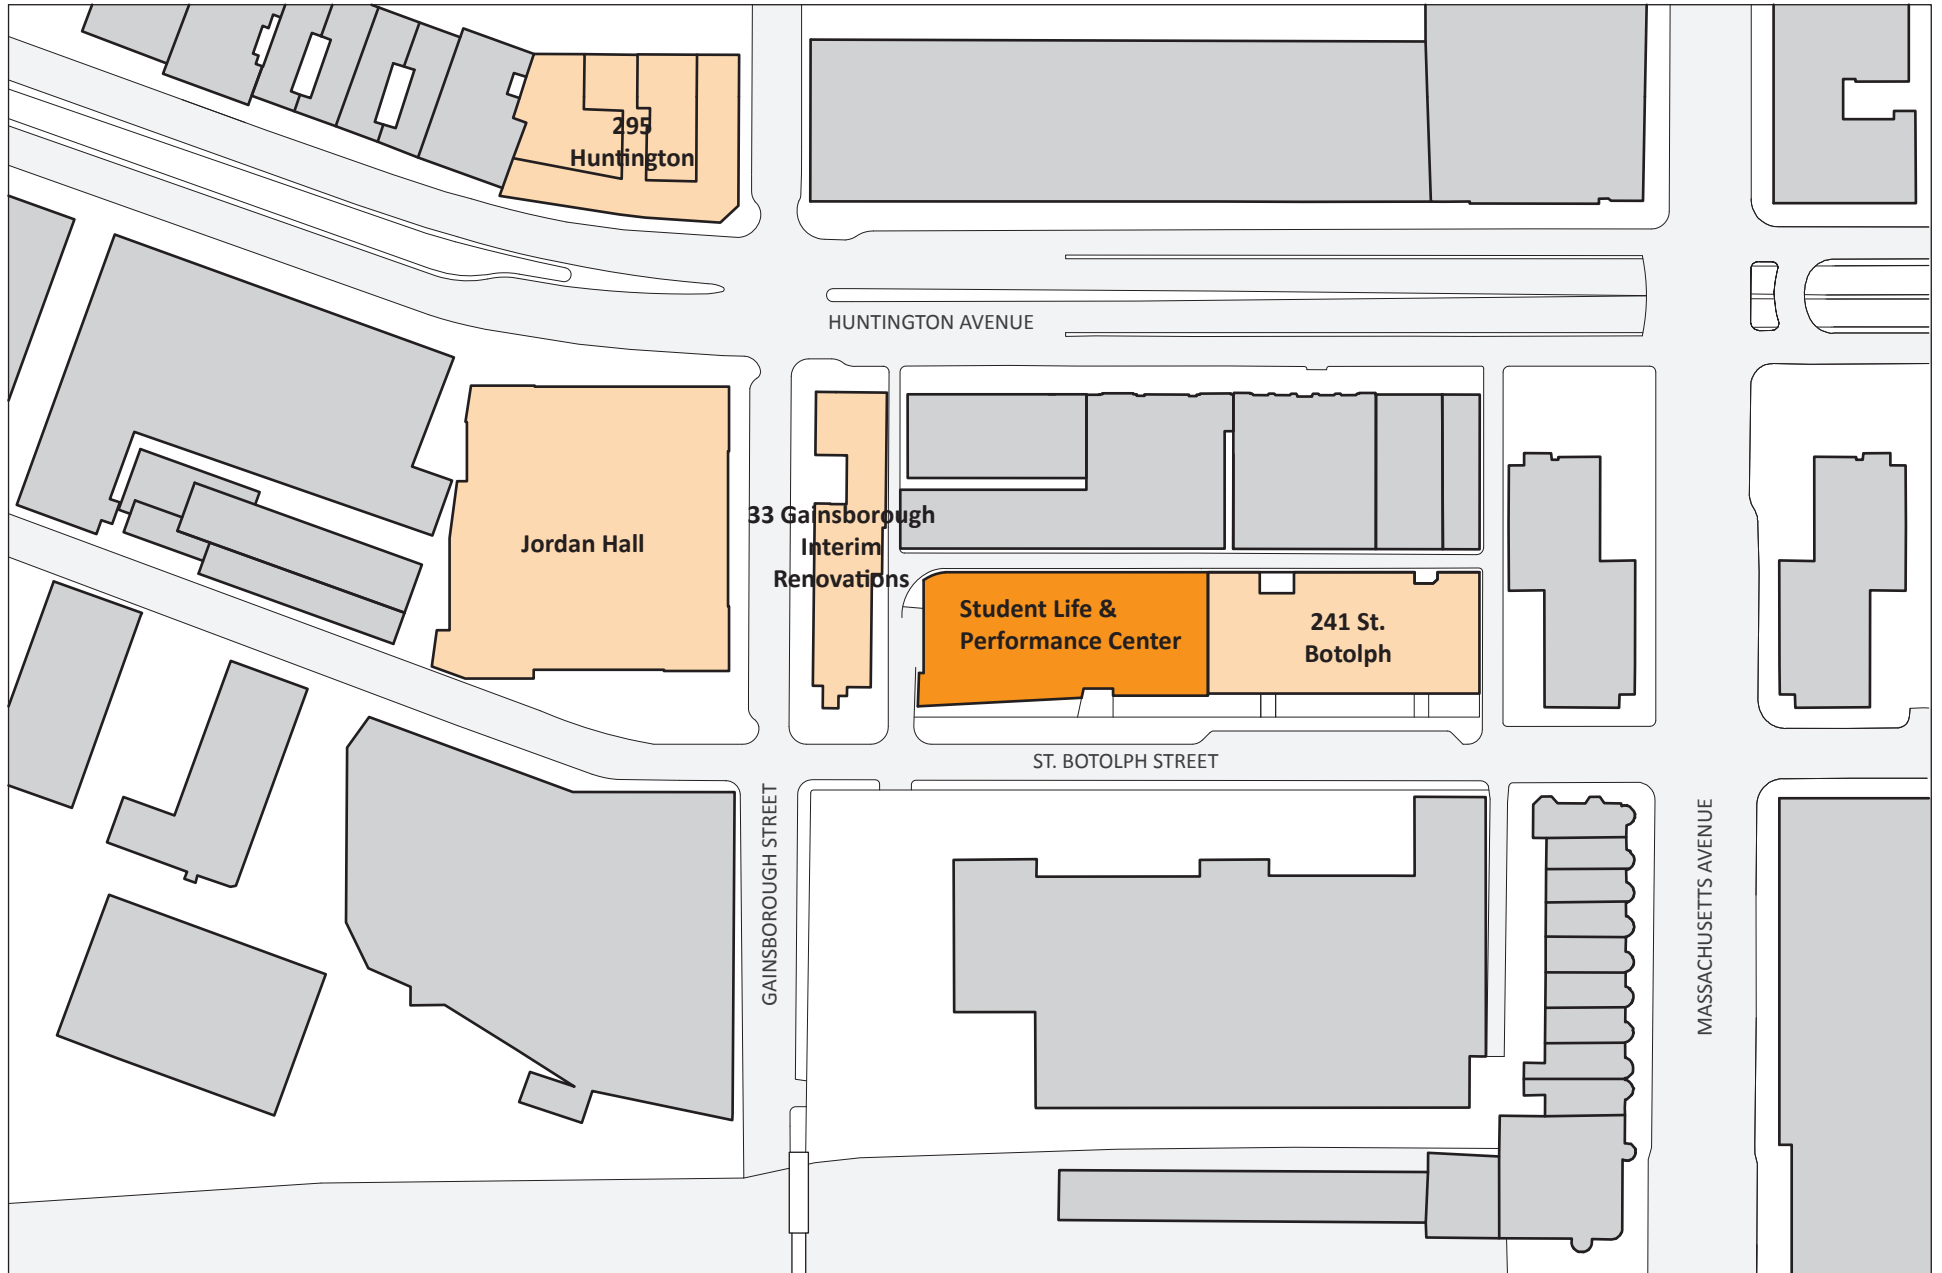 295
Huntington
HUNTINGTON AVENUE
Jordan Hall
33 Gainsborough
Interim
Renovations
Student Life &
Performance Center
241 St.
Botolph
ST. BOTOLPH STREET
GAINSBOROUGH STREET
MASSACHUSETTS AVENUE